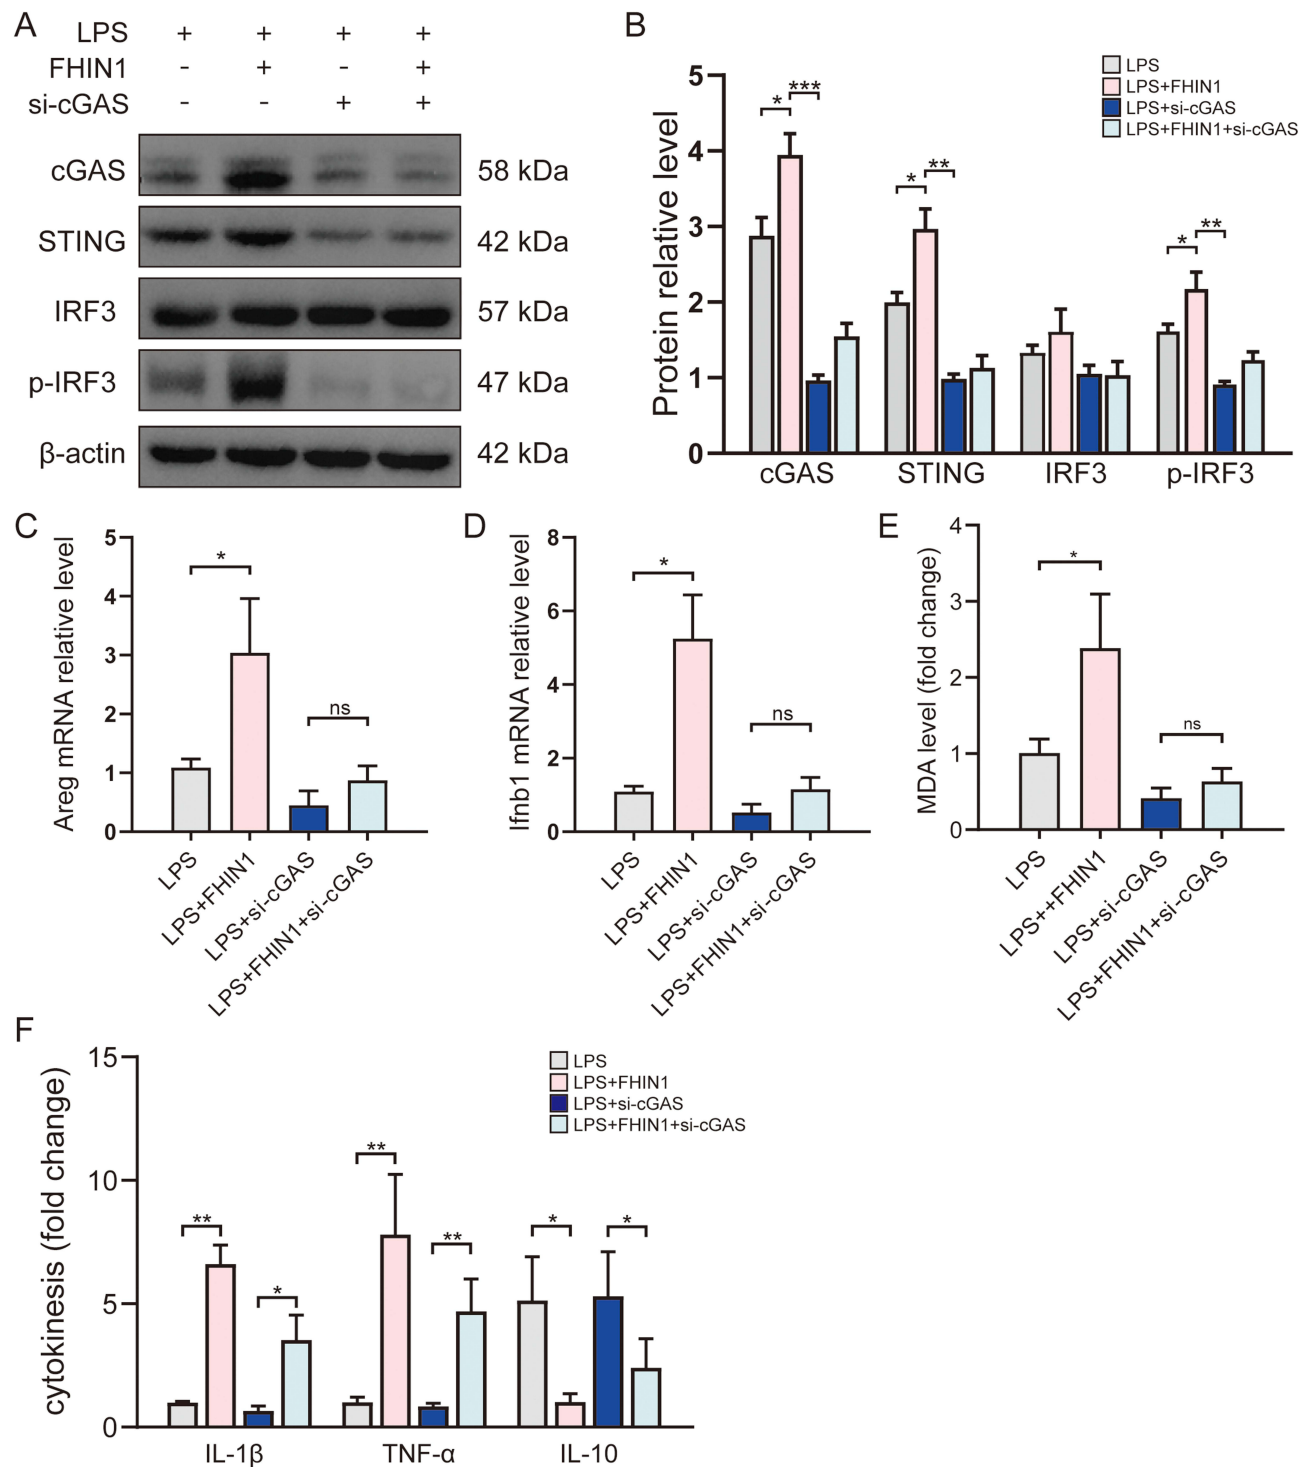 A
LPS + + + +
FHIN1 - + - +
si-cGAS - - + +
cGAS 58 kDa
STING 42 kDa
IRF3 57 kDa
p-IRF3 47 kDa
β-actin 42 kDa
B
Protein relative level
5
4
3
2
1
0
LPS
LPS+FHIN1
LPS+si-cGAS
LPS+FHIN1+si-cGAS
* ***
* **
* **
cGAS STING IRF3 p-IRF3
C
Areg mRNA relative level
5
4
3
2
1
0
*
ns
LPS
LPS+FHIN1
LPS+si-cGAS
LPS+FHIN1+si-cGAS
D
Ifnb1 mRNA relative level
8
6
4
2
0
*
ns
LPS
LPS+FHIN1
LPS+si-cGAS
LPS+FHIN1+si-cGAS
E
MDA level (fold change)
4
3
2
1
0
*
ns
LPS
LPS++FHIN1
LPS+si-cGAS
LPS+FHIN1+si-cGAS
F
cytokinesis (fold change)
15
10
5
0
LPS
LPS+FHIN1
LPS+si-cGAS
LPS+FHIN1+si-cGAS
** *
** **
* *
IL-1β TNF-α IL-10